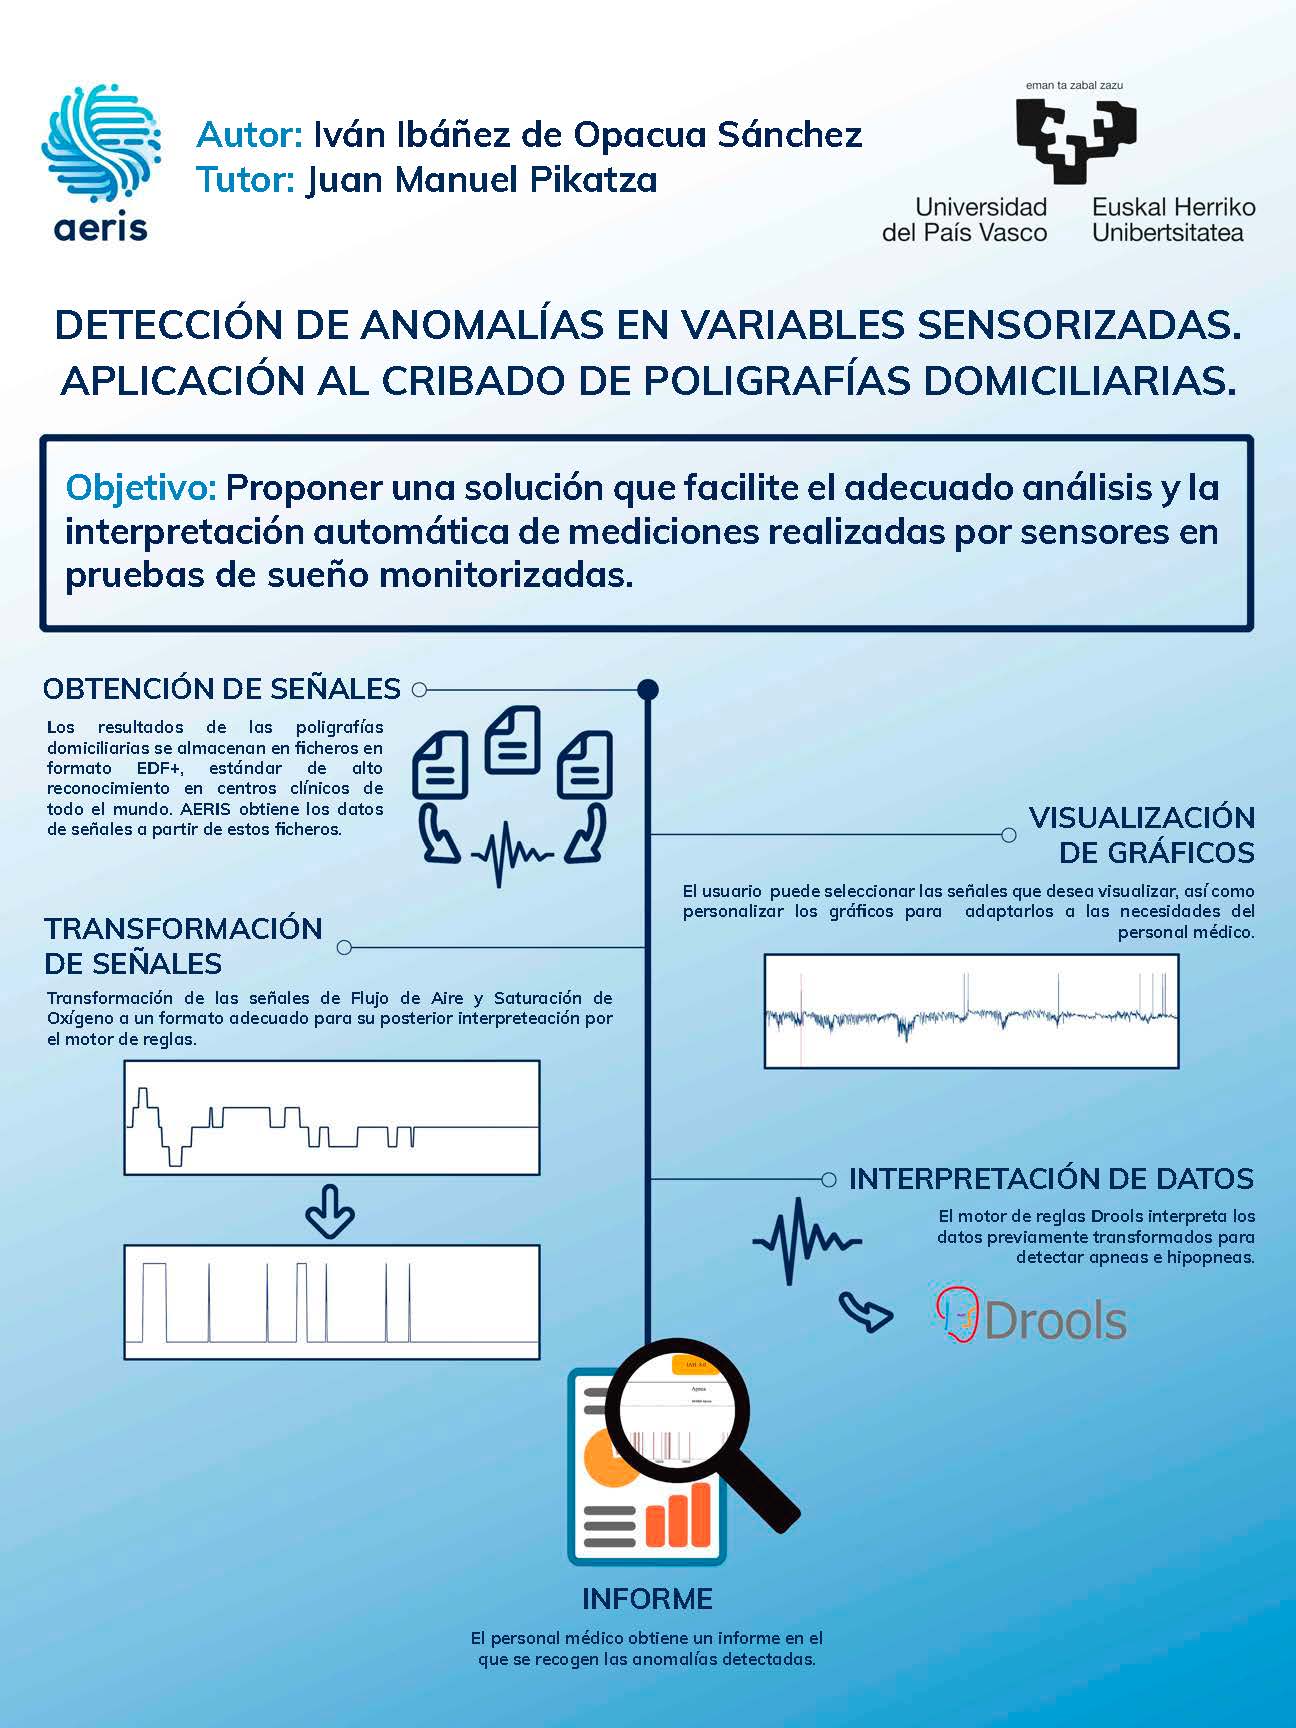 aeris
Autor: Iván Ibáñez de Opacua Sánchez
Tutor: Juan Manuel Pikatza
eman ta zabal zazu
Universidad
del País Vasco
Euskal Herriko
Unibertsitatea
DETECCIÓN DE ANOMALÍAS EN VARIABLES SENSORIZADAS.
APLICACIÓN AL CRIBADO DE POLIGRAFÍAS DOMICILIARIAS.
Objetivo: Proponer una solución que facilite el adecuado análisis y la
interpretación automática de mediciones realizadas por sensores en
pruebas de sueño monitorizadas.
OBTENCIÓN DE SEÑALES
Los resultados de las poligrafías
domiciliarias se almacenan en ficheros en
formato EDF+, estándar de alto
reconocimiento en centros clínicos de
todo el mundo. AERIS obtiene los datos
de señales a partir de estos ficheros.
VISUALIZACIÓN
DE GRÁFICOS
El usuario puede seleccionar las señales que desea visualizar, así como
personalizar los gráficos para adaptarlos a las necesidades del
personal médico.
TRANSFORMACIÓN
DE SEÑALES
Transformación de las señales de Flujo de Aire y Saturación de
Oxígeno a un formato adecuado para su posterior interpreteación por
el motor de reglas.
INTERPRETACIÓN DE DATOS
El motor de reglas Drools interpreta los
datos previamente transformados para
detectar apneas e hipopneas.
Drools
Apnea
INFORME
El personal médico obtiene un informe en el
que se recogen las anomalías detectadas.